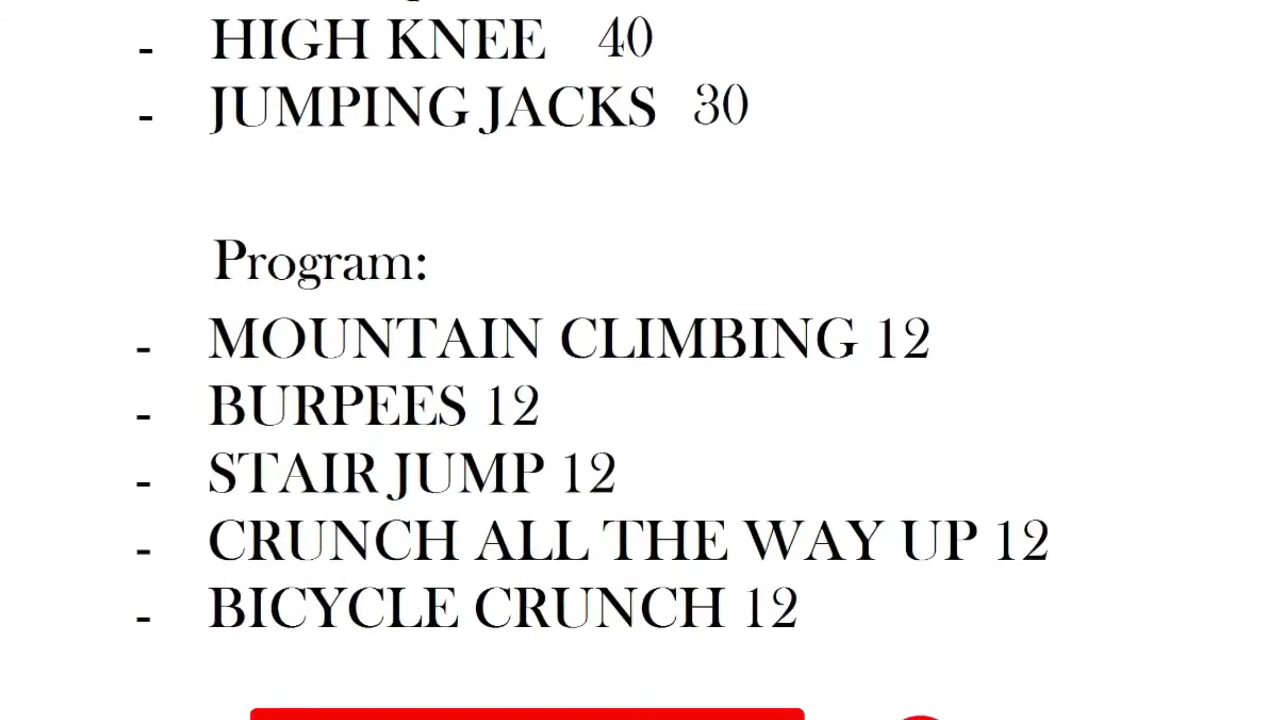 - HIGH KNEE 40
- JUMPING JACKS 30
Program:
- MOUNTAIN CLIMBING 12
- BURPEES 12
- STAIR JUMP 12
- CRUNCH ALL THE WAY UP 12
- BICYCLE CRUNCH 12